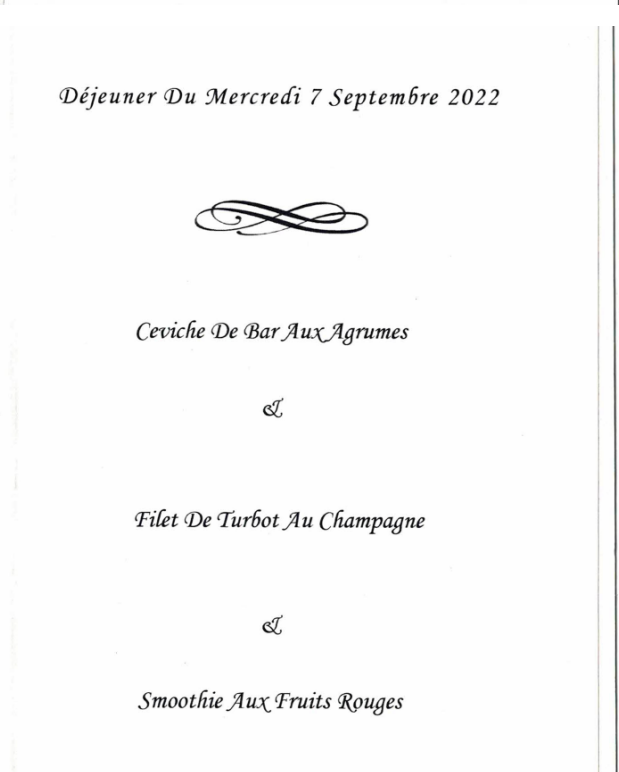 Déjeuner Du Mercredi 7 Septembre 2022
Ceviche De Bar Aux Agrumes
&
Filet De Turbot Au Champagne
&
Smoothie Aux Fruits Rouges